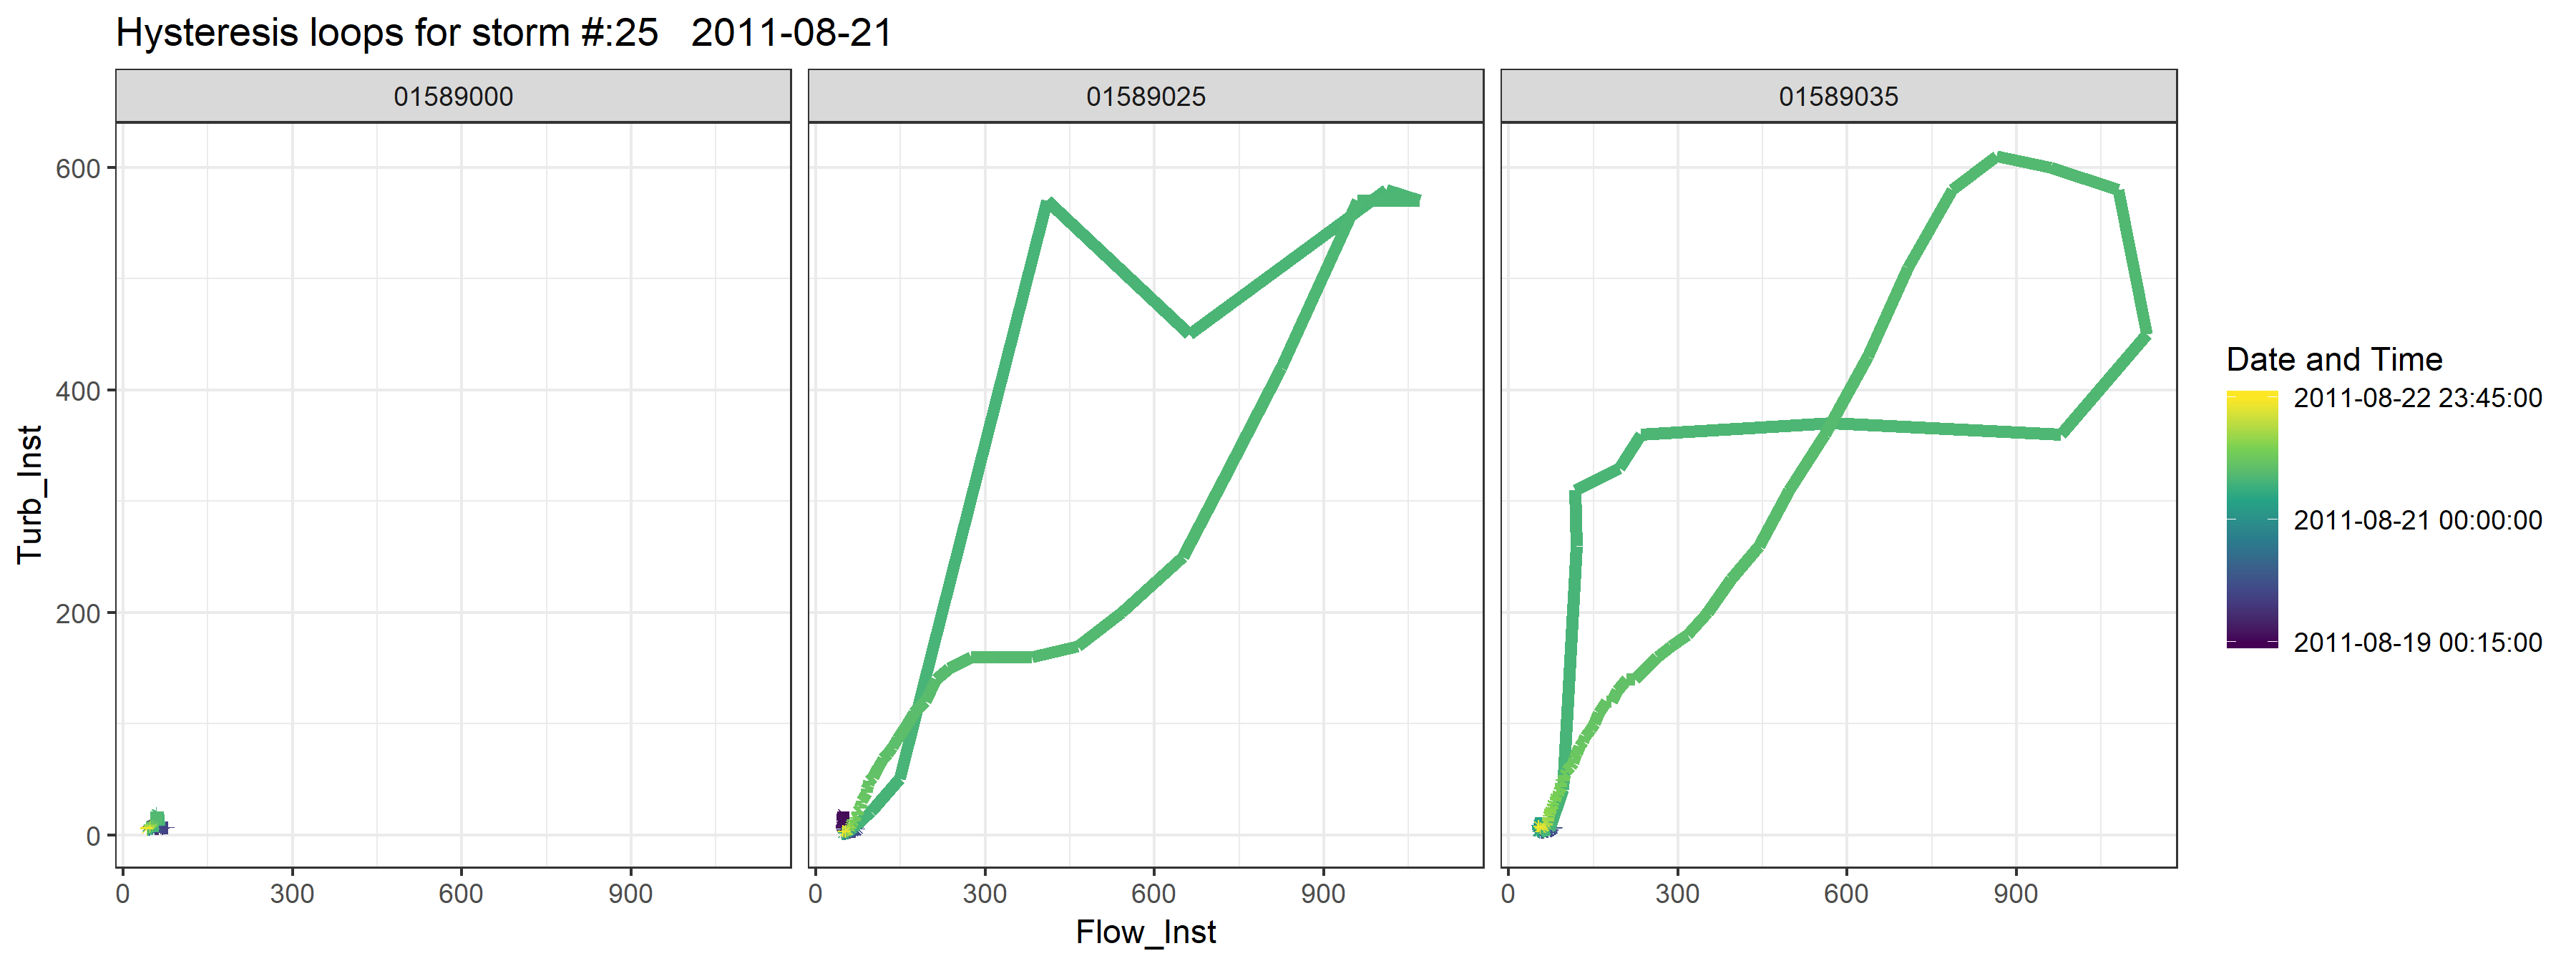 Hysteresis loops for storm #:25   2011-08-21
01589000
01589025
01589035
Turb_Inst
600
400
200
0
0 300 600 900
0 300 600 900
0 300 600 900
Flow_Inst
Date and Time
2011-08-22 23:45:00
2011-08-21 00:00:00
2011-08-19 00:15:00